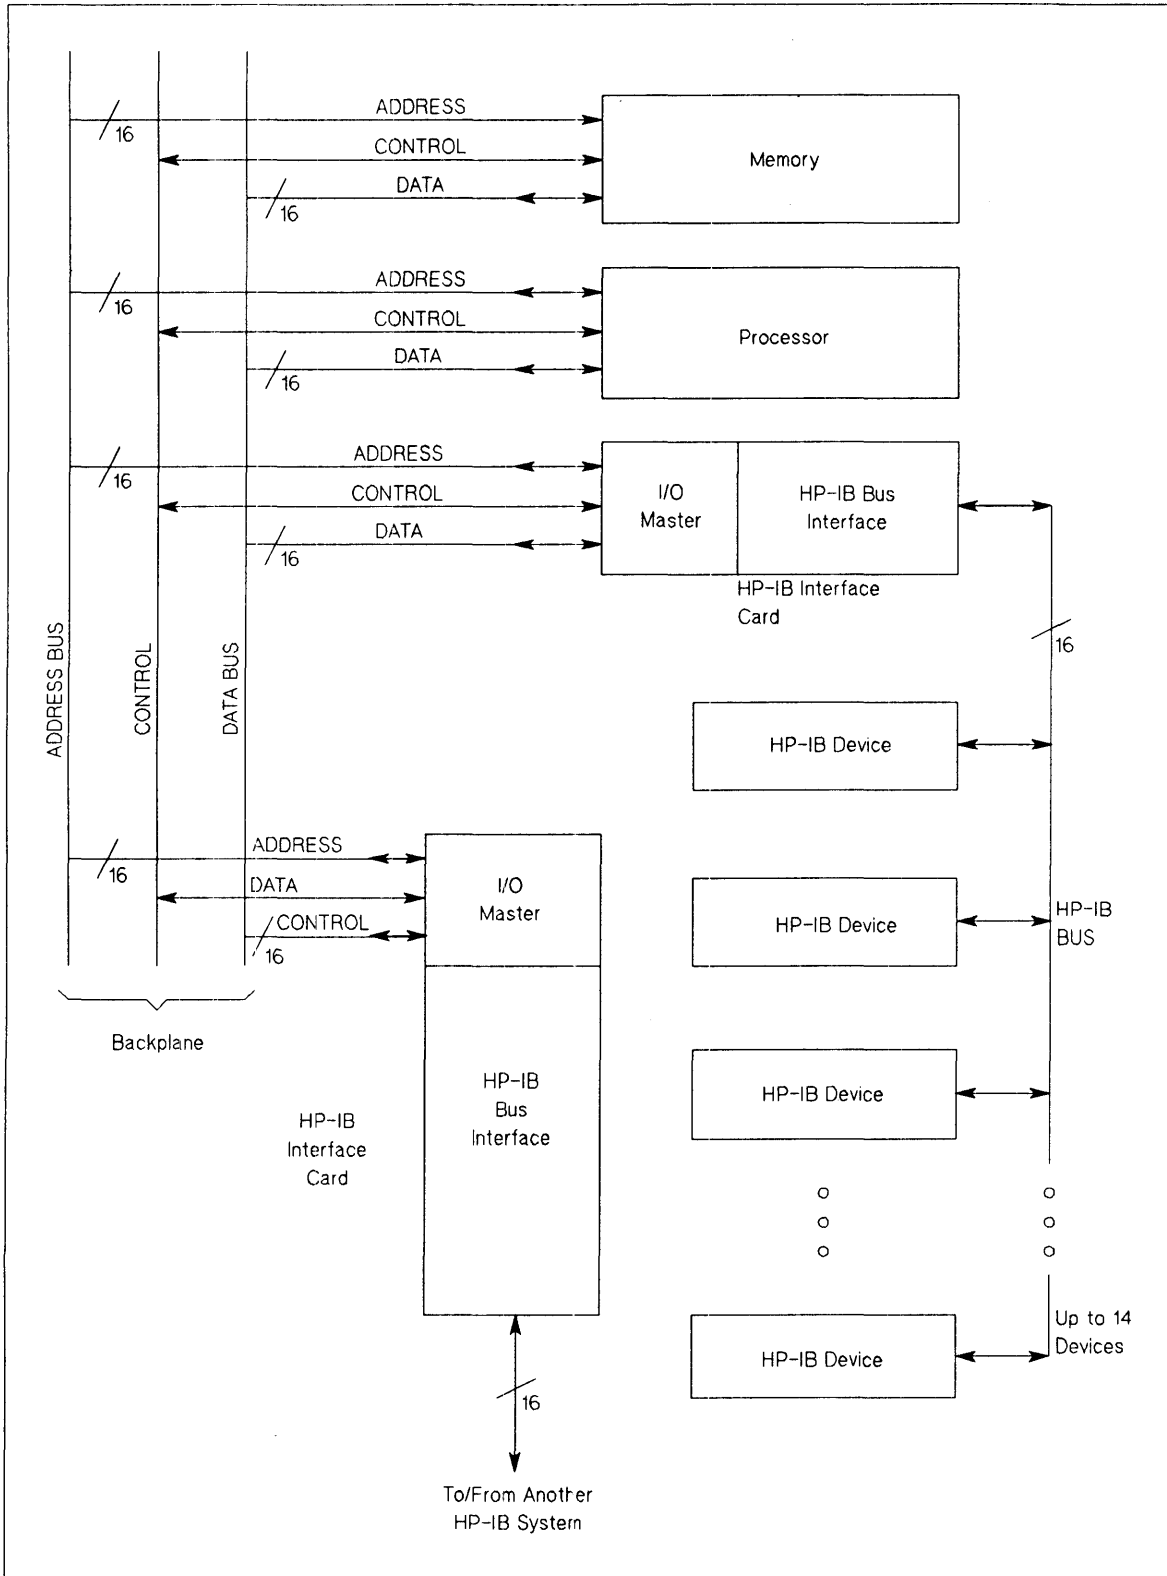 ADDRESS
16
CONTROL
DATA
16
Memory
ADDRESS
16
CONTROL
DATA
16
Processor
ADDRESS
16
CONTROL
DATA
16
I/O
Master
HP-IB Bus
Interface
HP-IB Interface
Card
16
ADDRESS BUS
CONTROL
DATA BUS
HP-IB Device
ADDRESS
16
DATA
CONTROL
16
I/O
Master
HP-IB Device
HP-IB
BUS
Backplane
HP-IB
Interface
Card
HP-IB
Bus
Interface
HP-IB Device
Up to 14
Devices
HP-IB Device
16
To/From Another
HP-IB System